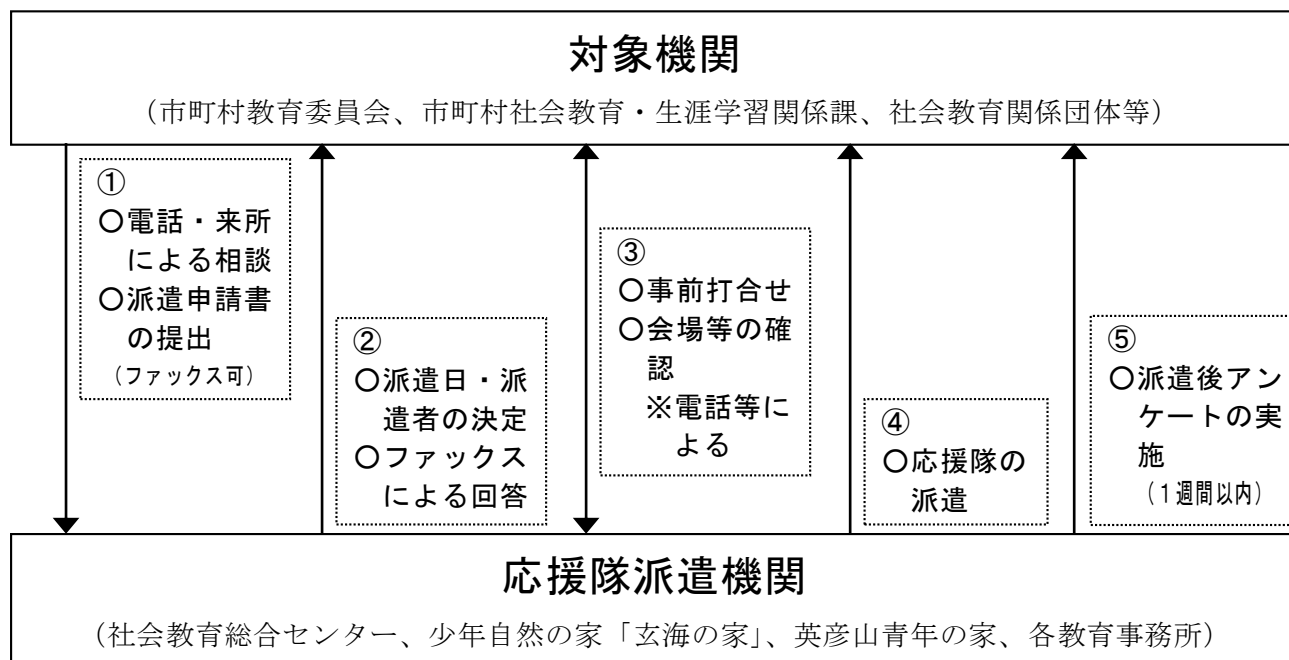 対象機関
（市町村教育委員会、市町村社会教育・生涯学習関係課、社会教育関係団体等）
①
○電話・来所
による相談
○派遣申請書
の提出
（ファックス可）
②
○派遣日・派
遣者の決定
○ファックス
による回答
③
○事前打合せ
○会場等の確
認
※電話等に
よる
④
○応援隊の
派遣
⑤
○派遣後アン
ケートの実
施
（１週間以内）
応援隊派遣機関
（社会教育総合センター、少年自然の家「玄海の家」、英彦山青年の家、各教育事務所）